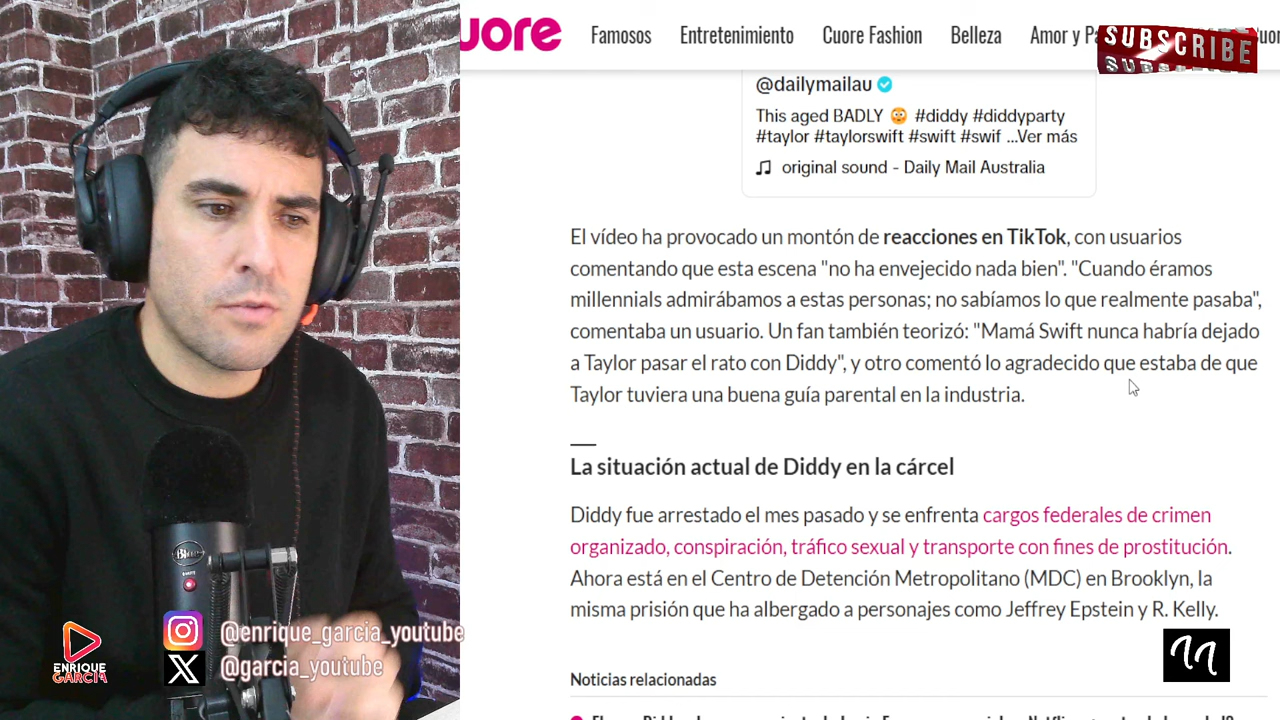 uore
Famosos
Entretenimiento
Cuore Fashion
Belleza
Amor y Pa
SUBSCRIBE
@dailymailau
This aged BADLY 😳 #diddy #diddyparty
#taylor #taylorswift #swift #swif ...Ver más
original sound - Daily Mail Australia
El vídeo ha provocado un montón de reacciones en TikTok, con usuarios
comentando que esta escena "no ha envejecido nada bien". "Cuando éramos
millennials admirábamos a estas personas; no sabíamos lo que realmente pasaba",
comentaba un usuario. Un fan también teorizó: "Mamá Swift nunca habría dejado
a Taylor pasar el rato con Diddy", y otro comentó lo agradecido que estaba de que
Taylor tuviera una buena guía parental en la industria.
La situación actual de Diddy en la cárcel
Diddy fue arrestado el mes pasado y se enfrenta cargos federales de crimen
organizado, conspiración, tráfico sexual y transporte con fines de prostitución.
Ahora está en el Centro de Detención Metropolitano (MDC) en Brooklyn, la
misma prisión que ha albergado a personajes como Jeffrey Epstein y R. Kelly.
Noticias relacionadas
Blue
ENRIQUE
GARCIA
@enrique_garcia_youtube
@garcia_youtube